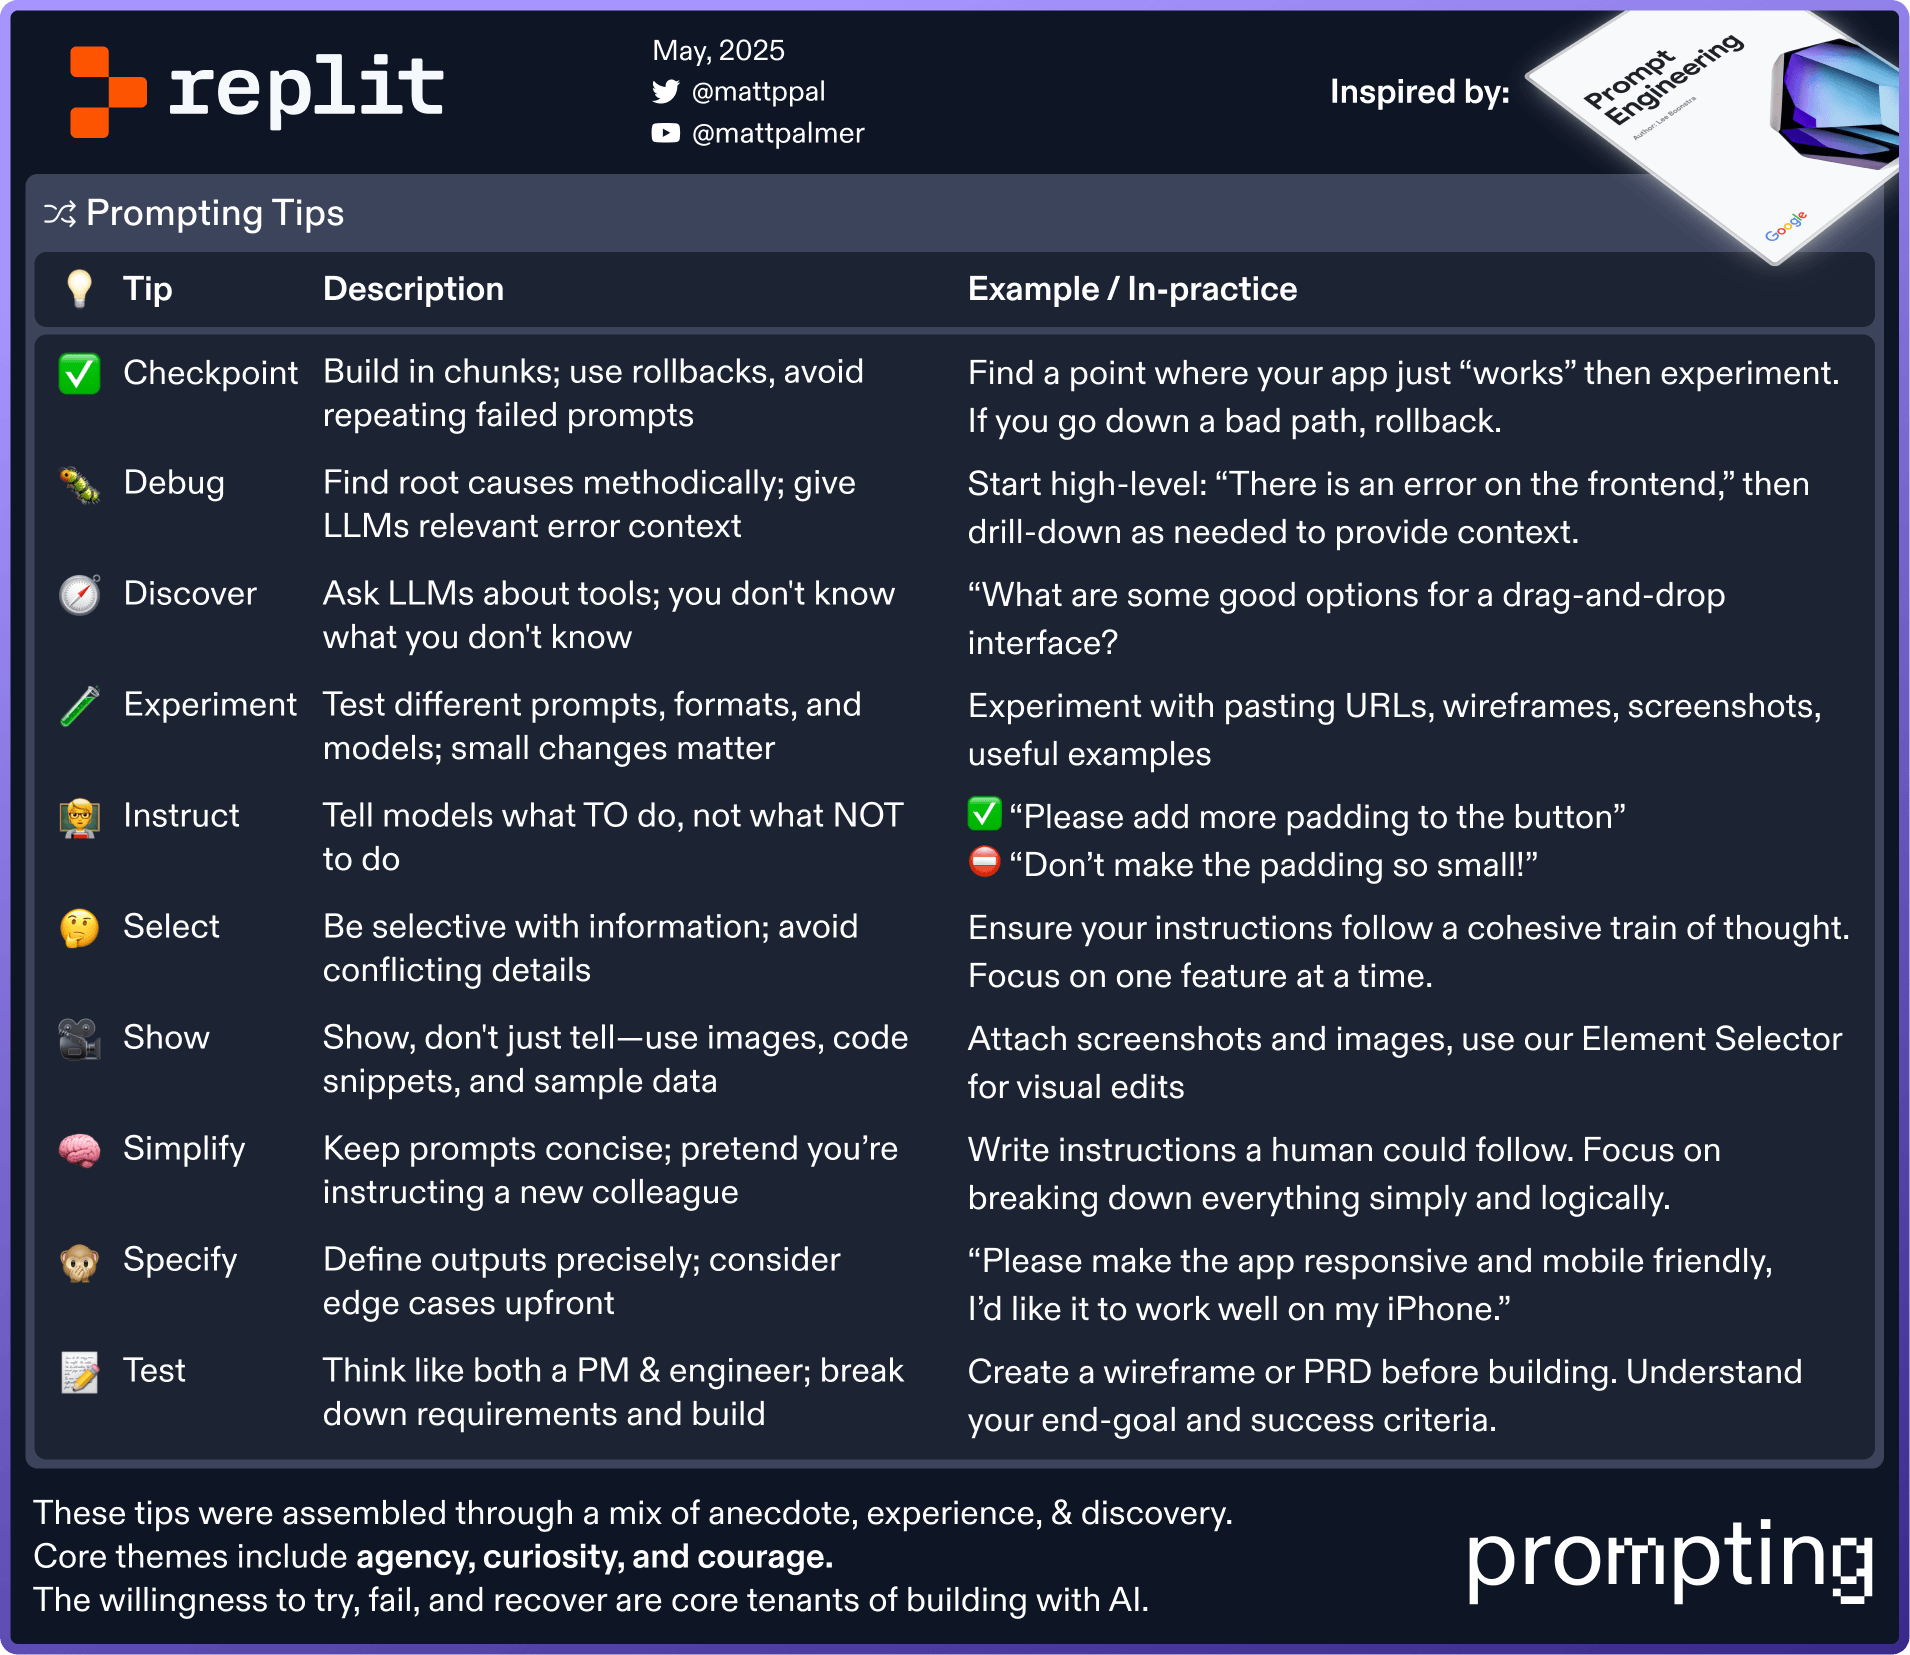 replit
May, 2025
@mattppal
@mattpalmer
Inspired by:
Prompt
Engineering
Author: Lee Boonstra
Google
Prompting Tips
Tip Description Example / In-practice
Checkpoint Build in chunks; use rollbacks, avoid Find a point where your app just “works” then experiment.
repeating failed prompts If you go down a bad path, rollback.
Debug Find root causes methodically; give Start high-level: “There is an error on the frontend,” then
LLMs relevant error context drill-down as needed to provide context.
Discover Ask LLMs about tools; you don't know “What are some good options for a drag-and-drop
what you don't know interface?
Experiment Test different prompts, formats, and Experiment with pasting URLs, wireframes, screenshots,
models; small changes matter useful examples
Instruct Tell models what TO do, not what NOT ✅ “Please add more padding to the button”
to do ⛔ “Don’t make the padding so small!”
Select Be selective with information; avoid Ensure your instructions follow a cohesive train of thought.
conflicting details Focus on one feature at a time.
Show Show, don't just tell—use images, code Attach screenshots and images, use our Element Selector
snippets, and sample data for visual edits
Simplify Keep prompts concise; pretend you’re Write instructions a human could follow. Focus on
instructing a new colleague breaking down everything simply and logically.
Specify Define outputs precisely; consider “Please make the app responsive and mobile friendly,
edge cases upfront I’d like it to work well on my iPhone.”
Test Think like both a PM & engineer; break Create a wireframe or PRD before building. Understand
down requirements and build your end-goal and success criteria.
These tips were assembled through a mix of anecdote, experience, & discovery.
Core themes include agency, curiosity, and courage.
The willingness to try, fail, and recover are core tenants of building with AI.
prompting